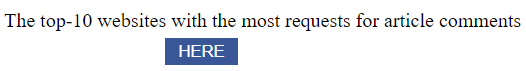 The top-10 websites with the most requests for article comments
HERE